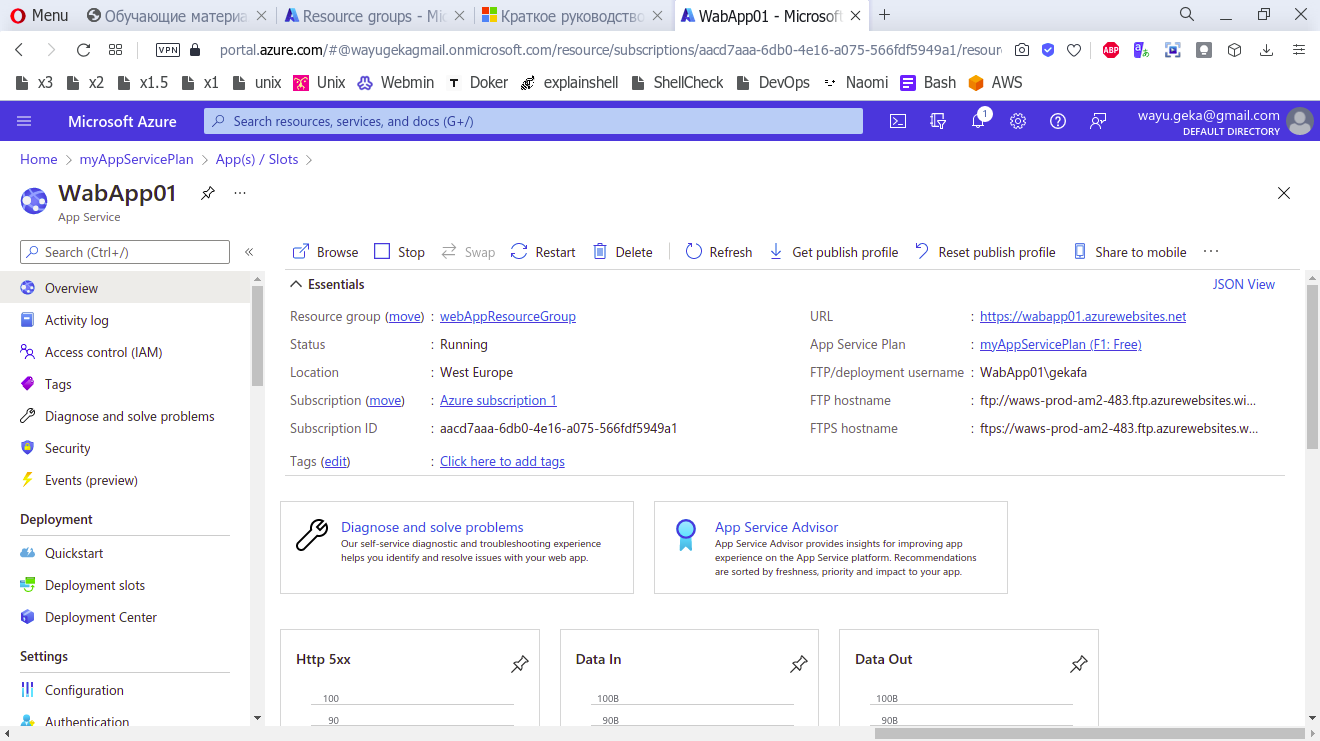 Menu
Обучающие материа
Resource groups - Mic
Краткое руководство
WabApp01 - Microsoft
VPN
portal.azure.com/#@wayugekagmail.onmicrosoft.com/resource/subscriptions/aacd7aaa-6db0-4e16-a075-566fdf5949a1/resour
ABP
x3 x2 x1.5 x1 unix Unix Webmin T Doker explainshell ShellCheck DevOps Naomi Bash AWS
Microsoft Azure
Search resources, services, and docs (G+/)
1
wayu.geka@gmail.com
DEFAULT DIRECTORY
Home > myAppServicePlan > App(s) / Slots >
WabApp01
...
App Service
Search (Ctrl+/)
«
Browse Stop Swap Restart Delete Refresh Get publish profile Reset publish profile Share to mobile ...
Overview
Activity log
Access control (IAM)
Tags
Diagnose and solve problems
Security
Events (preview)
Deployment
Quickstart
Deployment slots
Deployment Center
Settings
Configuration
Authentication
Essentials
JSON View
Resource group (move) : webAppResourceGroup
Status : Running
Location : West Europe
Subscription (move) : Azure subscription 1
Subscription ID : aacd7aaa-6db0-4e16-a075-566fdf5949a1
Tags (edit) : Click here to add tags
URL : https://wabapp01.azurewebsites.net
App Service Plan : myAppServicePlan (F1: Free)
FTP/deployment username : WabApp01\gekafa
FTP hostname : ftp://waws-prod-am2-483.ftp.azurewebsites.wi...
FTPS hostname : ftps://waws-prod-am2-483.ftp.azurewebsites.w...
Diagnose and solve problems
Our self-service diagnostic and troubleshooting experience
helps you identify and resolve issues with your web app.
App Service Advisor
App Service Advisor provides insights for improving app
experience on the App Service platform. Recommendations
are sorted by freshness, priority and impact to your app.
Http 5xx
100
90
Data In
100B
90B
Data Out
100B
90B